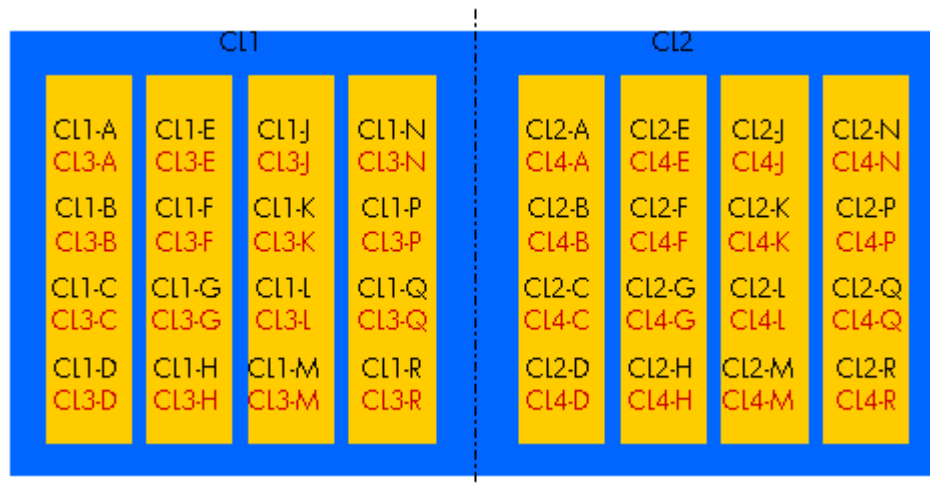 CL1 CL2
CL1-A CL1-E CL1-J CL1-N CL2-A CL2-E CL2-J CL2-N
CL3-A CL3-E CL3-J CL3-N CL4-A CL4-E CL4-J CL4-N
CL1-B CL1-F CL1-K CL1-P CL2-B CL2-F CL2-K CL2-P
CL3-B CL3-F CL3-K CL3-P CL4-B CL4-F CL4-K CL4-P
CL1-C CL1-G CL1-L CL1-Q CL2-C CL2-G CL2-L CL2-Q
CL3-C CL3-G CL3-L CL3-Q CL4-C CL4-G CL4-L CL4-Q
CL1-D CL1-H CL1-M CL1-R CL2-D CL2-H CL2-M CL2-R
CL3-D CL3-H CL3-M CL3-R CL4-D CL4-H CL4-M CL4-R